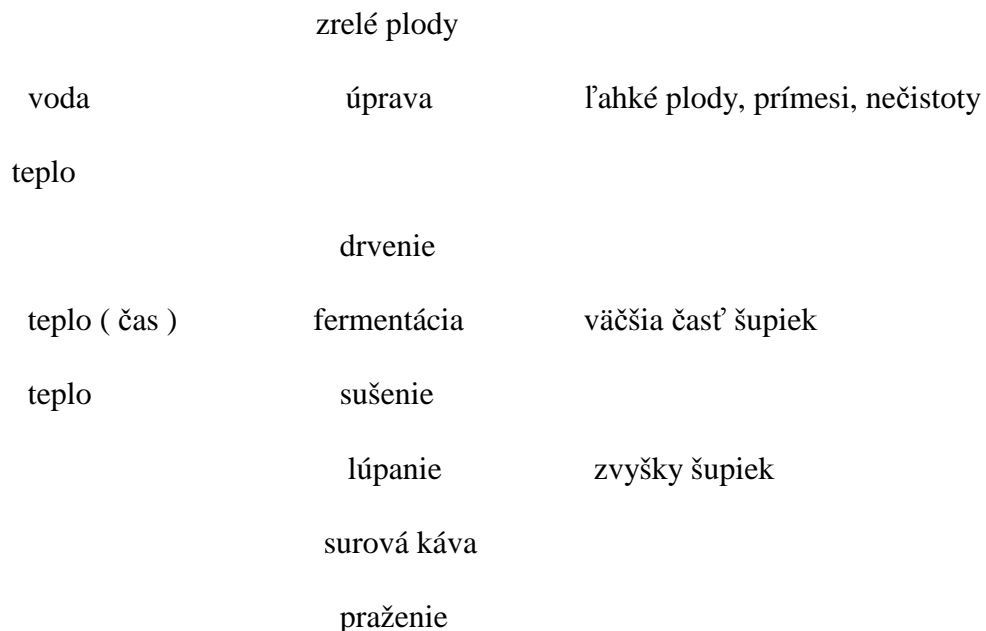 zrelé plody
voda úprava ľahké plody, prímesi, nečistoty
teplo
drvenie
teplo ( čas ) fermentácia väčšia časť šupiek
teplo sušenie
lúpanie zvyšky šupiek
surová káva
praženie